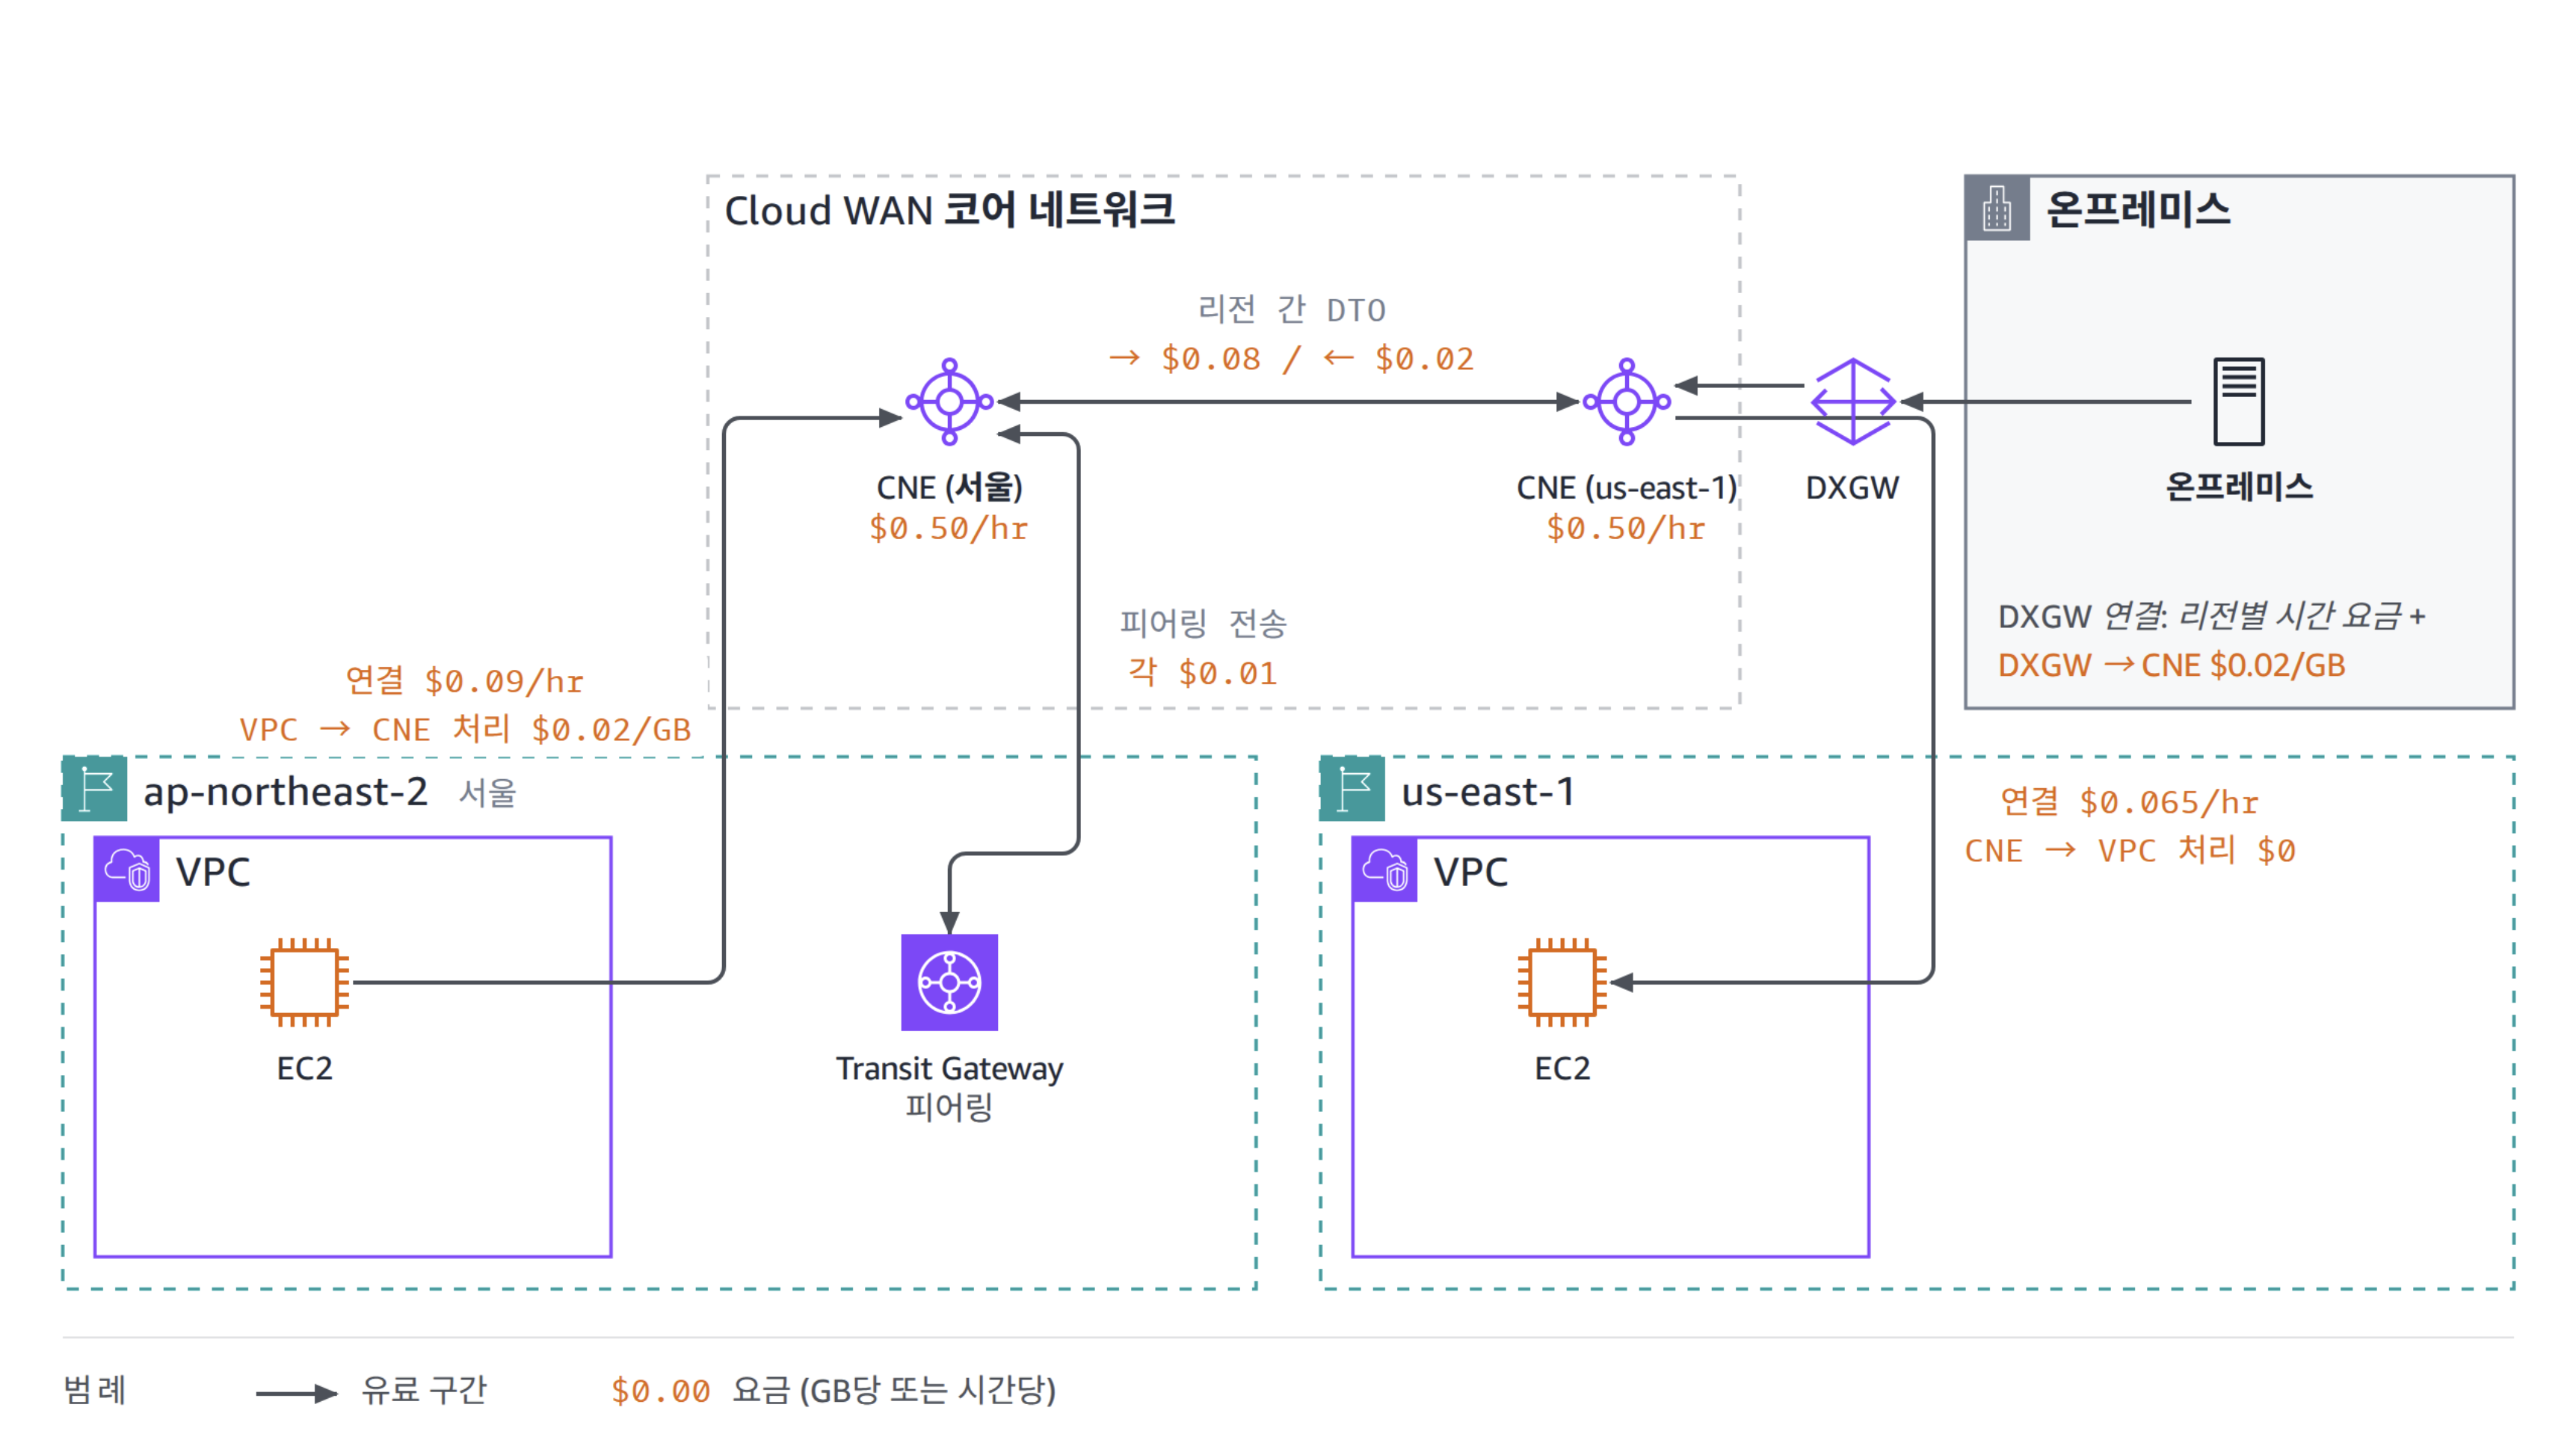 Cloud WAN 코어 네트워크
온프레미스
리전 간 DTO
→ $0.08 / ← $0.02
CNE (서울)
$0.50/hr
CNE (us-east-1)
$0.50/hr
DXGW
온프레미스
피어링 전송
각 $0.01
DXGW 연결: 리전별 시간 요금 +
DXGW → CNE $0.02/GB
연결 $0.09/hr
VPC → CNE 처리 $0.02/GB
ap-northeast-2 서울
VPC
EC2
Transit Gateway
피어링
us-east-1
VPC
EC2
연결 $0.065/hr
CNE → VPC 처리 $0
범례
유료 구간
$0.00 요금 (GB당 또는 시간당)